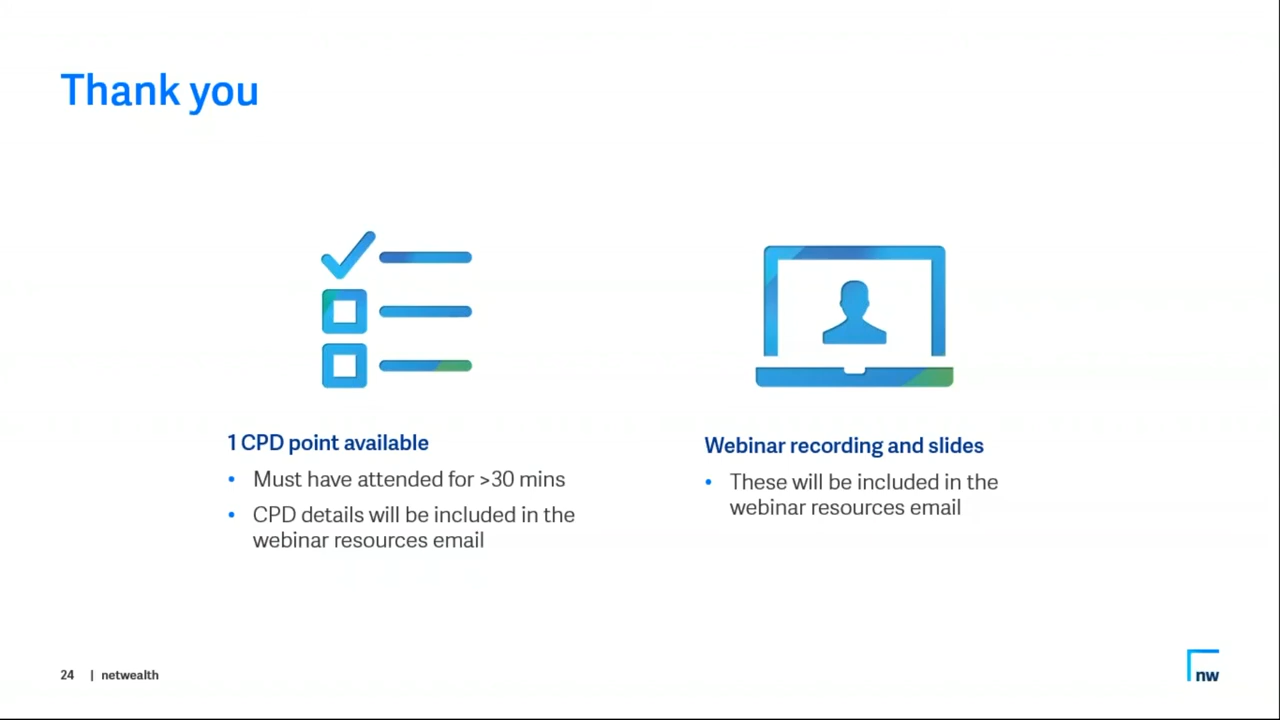 Thank you
1 CPD point available
• Must have attended for >30 mins
• CPD details will be included in the
webinar resources email
Webinar recording and slides
• These will be included in the
webinar resources email
24 | netwealth
nw